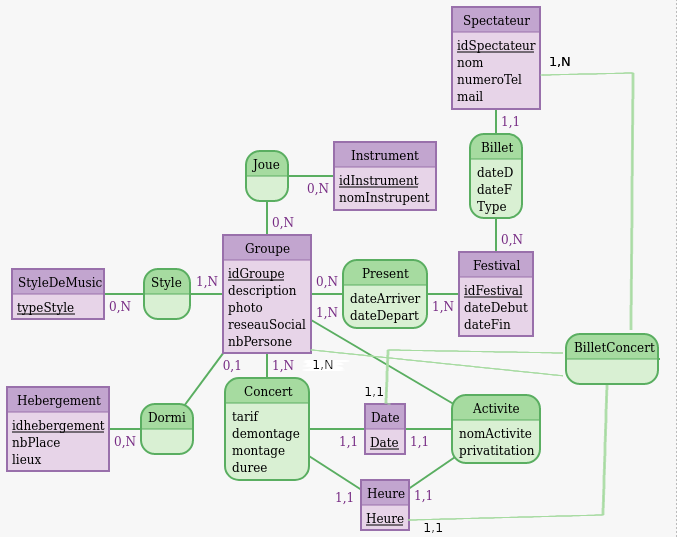 Spectateur
idSpectateur
nom
numeroTel
mail
1,N
1,1
Billet
dateD
dateF
Type
0,N
Joue
Instrument
idInstrument
nomInstrupent
0,N
0,N
Groupe
idGroupe
description
photo
reseauSocial
nbPersone
StyleDeMusic
typeStyle
0,N
Style
1,N
0,N
Present
dateArriver
dateDepart
1,N
1,N
Festival
idFestival
dateDebut
dateFin
BilletConcert
0,1
1,N
1,N
Hebergement
idhebergement
nbPlace
lieux
0,N
Dormi
Concert
tarif
demontage
montage
duree
1,1
Date
Date
1,1
1,1
Activite
nomActivite
privatitation
1,1
Heure
Heure
1,1
1,1